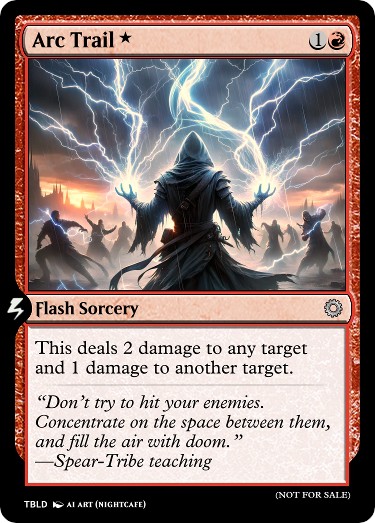 Arc Trail ★ 1
Flash Sorcery
This deals 2 damage to any target
and 1 damage to another target.
“Don’t try to hit your enemies.
Concentrate on the space between them,
and fill the air with doom.”
—Spear-Tribe teaching
(NOT FOR SALE)
TBLD AI ART (NIGHTCAFE)